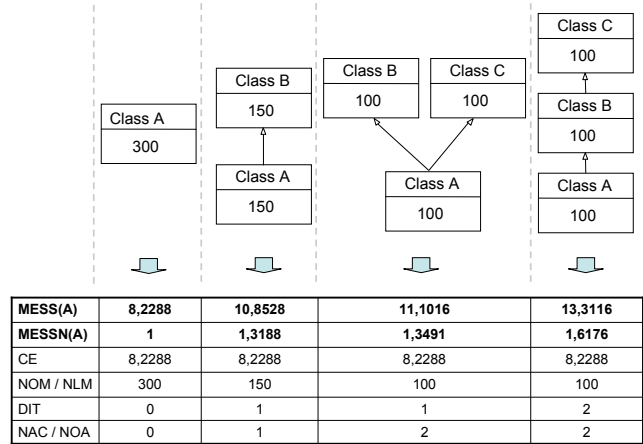 Class A
300
Class B
150
Class A
150
Class B
100
Class C
100
Class A
100
Class C
100
Class B
100
Class A
100
MESS(A) 8,2288 10,8528 11,1016 13,3116
MESSN(A) 1 1,3188 1,3491 1,6176
CE 8,2288 8,2288 8,2288 8,2288
NOM / NLM 300 150 100 100
DIT 0 1 1 2
NAC / NOA 0 1 2 2